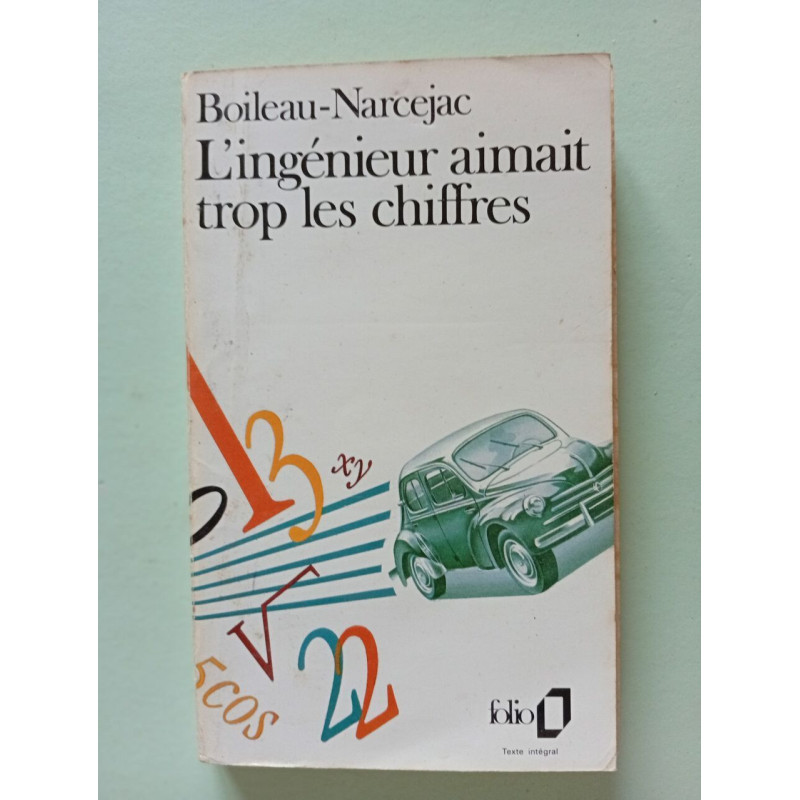 Boileau-Narcejac
L'ingénieur aimait
trop les chiffres
13
xy
√
22
5cos
folio
Texte intégral